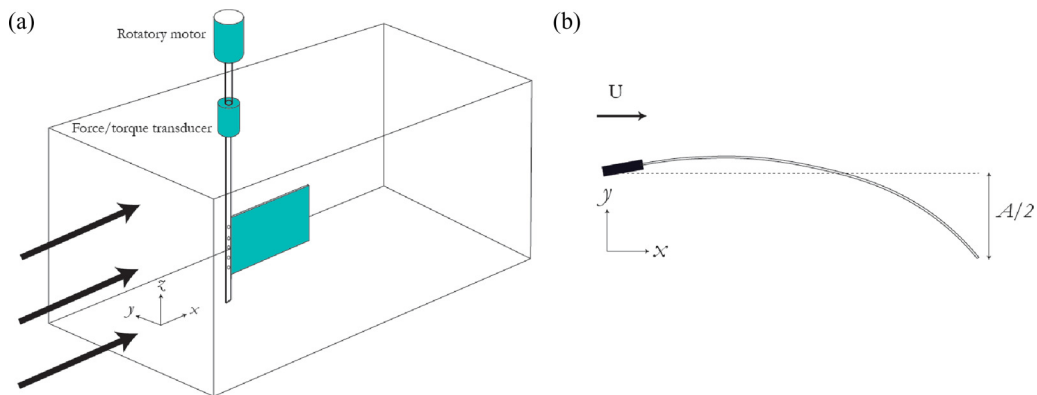 (a)
Rotatory motor
Force/torque transducer
z
y
x
(b)
U
A/2
y
x